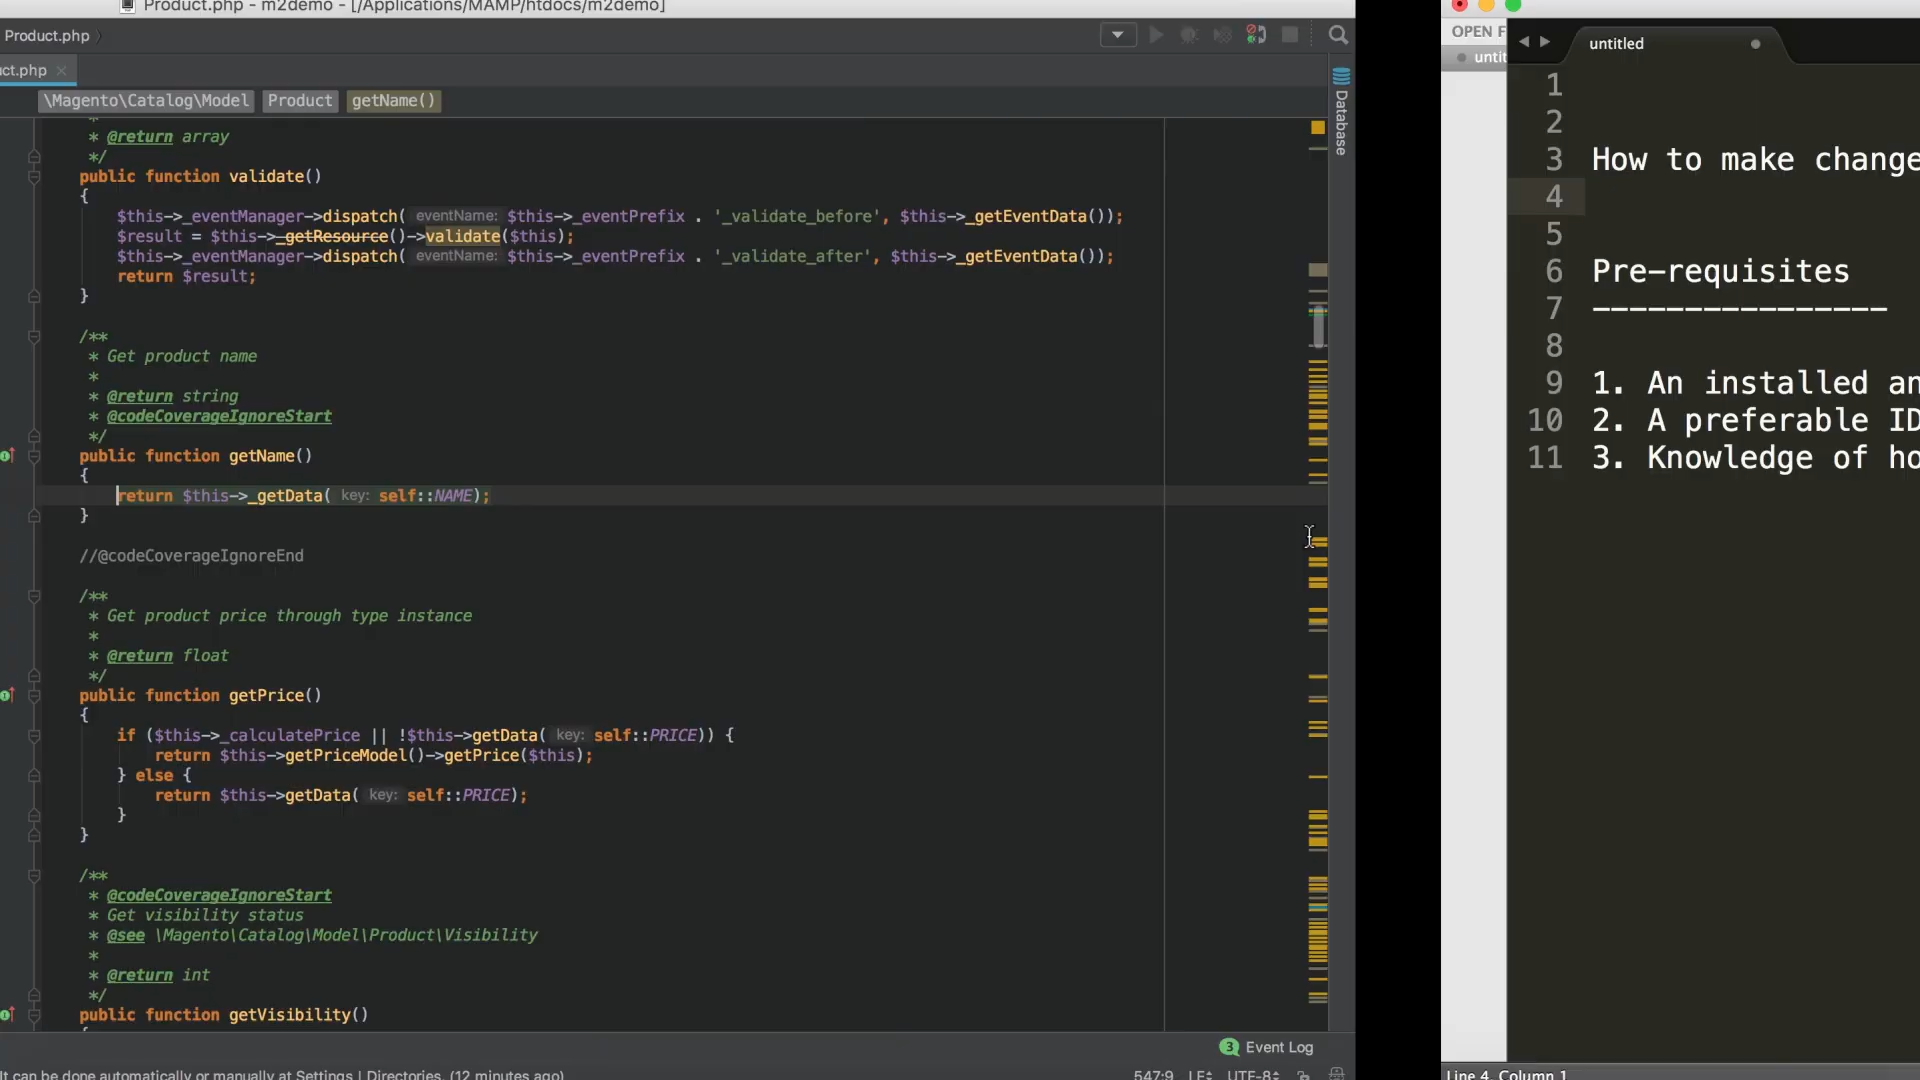 Product.php - m2demo - [/Applications/MAMP/htdocs/m2demo]
Product.php
ct.php
\Magento\Catalog\Model Product getName()
* @return array
*/
public function validate()
{
$this->_eventManager->dispatch( eventName: $this->_eventPrefix . '_validate_before', $this->_getEventData());
$result = $this->_getResource()->validate($this);
$this->_eventManager->dispatch( eventName: $this->_eventPrefix . '_validate_after', $this->_getEventData());
return $result;
}
/**
* Get product name
*
* @return string
* @codeCoverageIgnoreStart
*/
public function getName()
{
return $this->_getData( key: self::NAME);
}
//@codeCoverageIgnoreEnd
/**
* Get product price through type instance
*
* @return float
*/
public function getPrice()
{
if ($this->_calculatePrice || !$this->getData( key: self::PRICE)) {
return $this->getPriceModel()->getPrice($this);
} else {
return $this->getData( key: self::PRICE);
}
}
/**
* @codeCoverageIgnoreStart
* Get visibility status
* @see \Magento\Catalog\Model\Product\Visibility
*
* @return int
*/
public function getVisibility()
Database
3 Event Log
It can be done automatically or manually at Settings | Directories. (12 minutes ago)
547:9 LF UTF-8
OPEN F
untit
untitled
1
2
3 How to make change
4
5
6 Pre-requisites
7 ----------------
8
9 1. An installed an
10 2. A preferable ID
11 3. Knowledge of ho
Line 4, Column 1